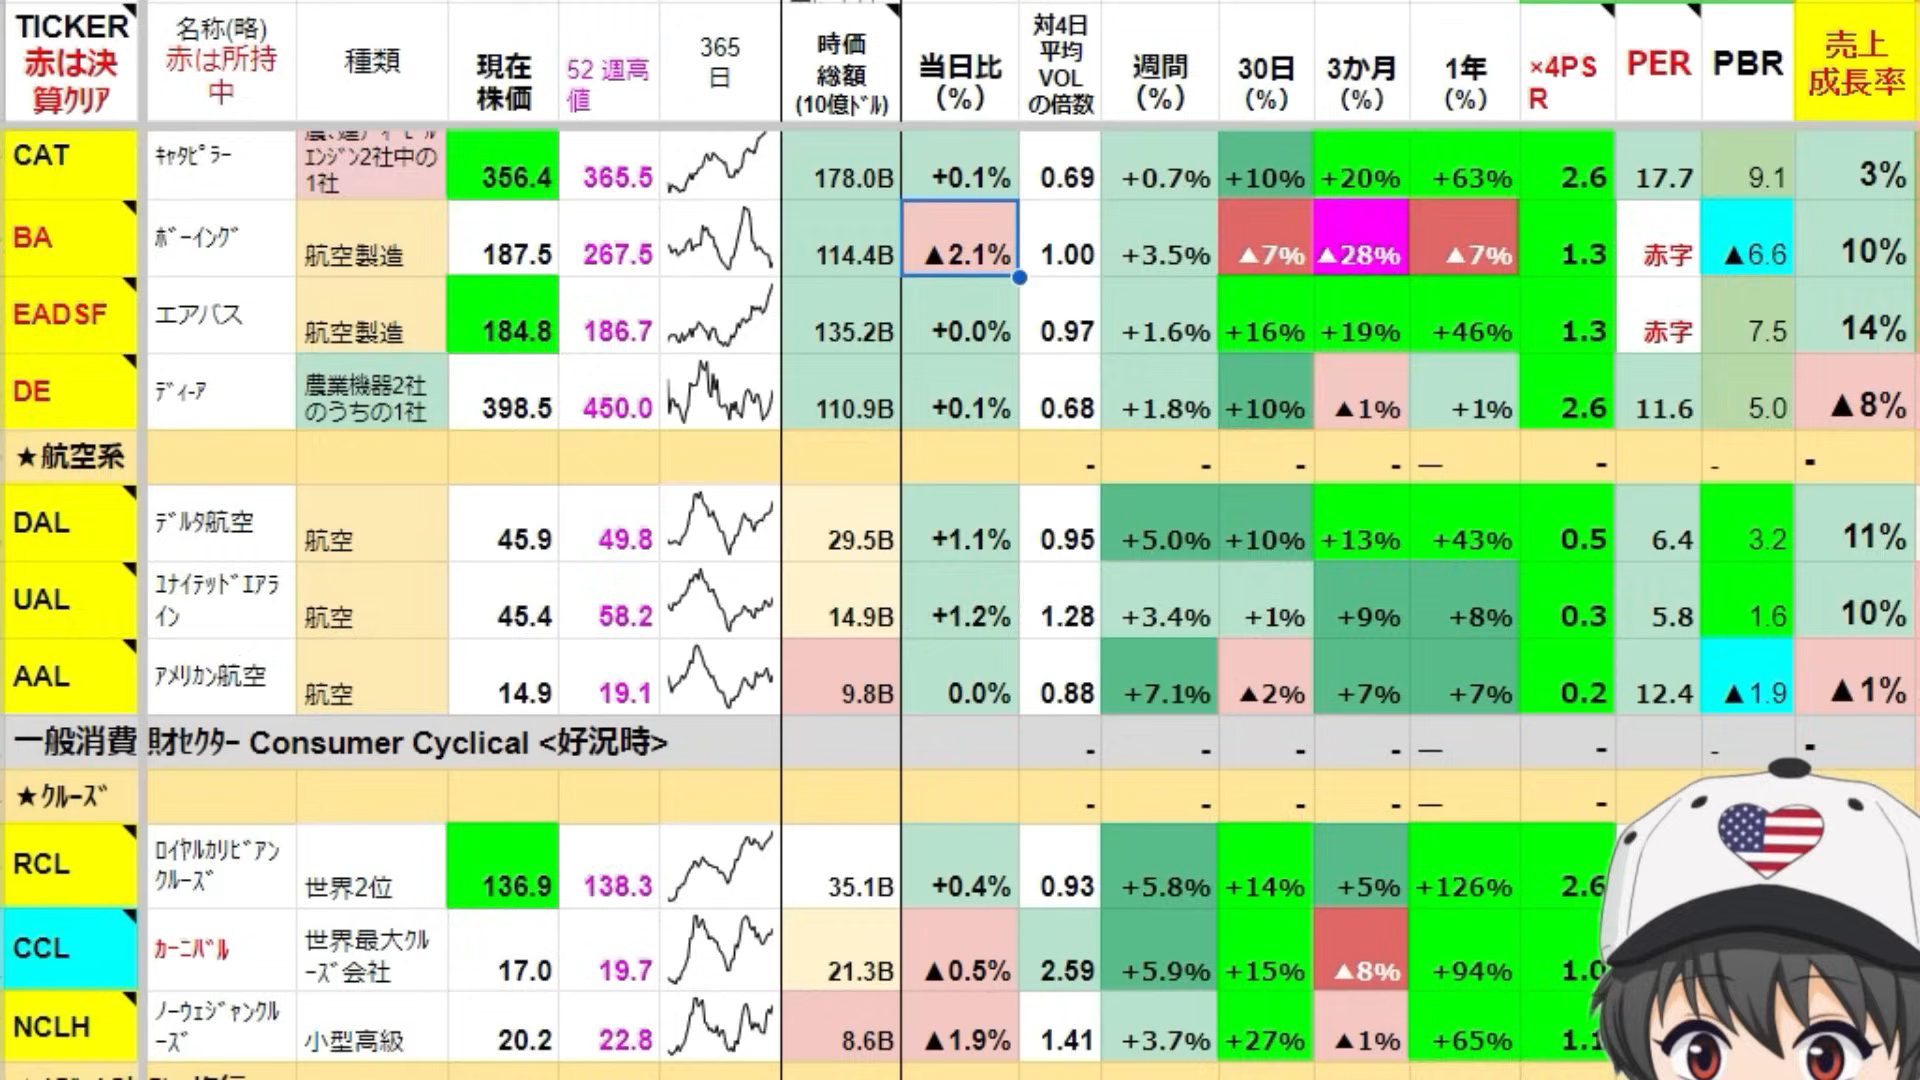 TICKER
赤は決
算ｸﾘｱ
名称(略)
赤は所持
中
種類
現在
株価
52 週高
値
365
日
時価
総額
(10億ﾄﾞﾙ)
当日比
(%)
対4日
平均
VOL
の倍数
週間
(%)
30日
(%)
3か月
(%)
1年
(%)
×4PS
R
PER
PBR
売上
成長率
CAT ｷｬﾀﾋﾟﾗｰ ｴﾝｼﾞﾝ2社中の
1社 356.4 365.5 178.0B +0.1% 0.69 +0.7% +10% +20% +63% 2.6 17.7 9.1 3%
BA ﾎﾞｰｲﾝｸﾞ 航空製造 187.5 267.5 114.4B ▲2.1% 1.00 +3.5% ▲7% ▲28% ▲7% 1.3 赤字 ▲6.6 10%
EADSF エアバス 航空製造 184.8 186.7 135.2B +0.0% 0.97 +1.6% +16% +19% +46% 1.3 赤字 7.5 14%
DE ﾃﾞｨｰｱ 農業機器2社
のうちの1社 398.5 450.0 110.9B +0.1% 0.68 +1.8% +10% ▲1% +1% 2.6 11.6 5.0 ▲8%
★航空系 - - - - — - - -
DAL ﾃﾞﾙﾀ航空 航空 45.9 49.8 29.5B +1.1% 0.95 +5.0% +10% +13% +43% 0.5 6.4 3.2 11%
UAL ﾕﾅｲﾃｯﾄﾞｴｱﾗ
ｲﾝ 航空 45.4 58.2 14.9B +1.2% 1.28 +3.4% +1% +9% +8% 0.3 5.8 1.6 10%
AAL ｱﾒﾘｶﾝ航空 航空 14.9 19.1 9.8B 0.0% 0.88 +7.1% ▲2% +7% +7% 0.2 12.4 ▲1.9 ▲1%
一般消費財ｾｸﾀｰ Consumer Cyclical <好況時> - - - - — - - -
★ｸﾙｰｽﾞ - - - - — -
RCL ﾛｲﾔﾙｶﾘﾋﾞｱﾝ
ｸﾙｰｽﾞ 世界2位 136.9 138.3 35.1B +0.4% 0.93 +5.8% +14% +5% +126% 2.6
CCL ｶｰﾆﾊﾞﾙ 世界最大ｸﾙ
ｰｽﾞ会社 17.0 19.7 21.3B ▲0.5% 2.59 +5.9% +15% ▲8% +94% 1.0
NCLH ﾉｰｳｪｼﾞｬﾝｸﾙ
ｰｽﾞ 小型高級 20.2 22.8 8.6B ▲1.9% 1.41 +3.7% +27% ▲1% +65% 1.1